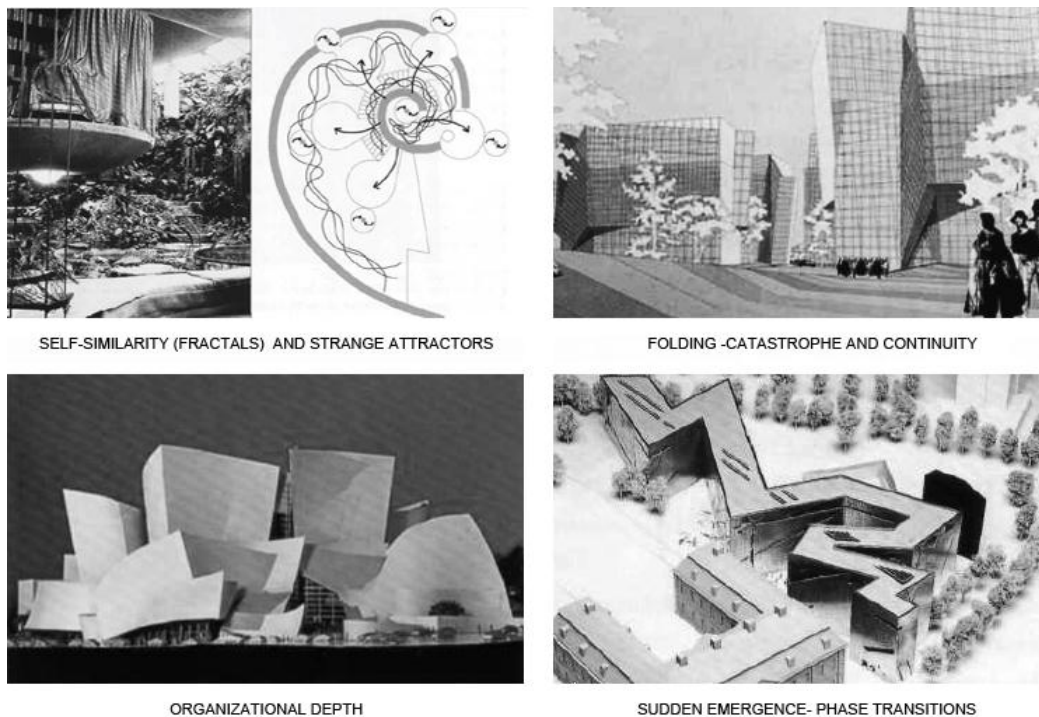 SELF-SIMILARITY (FRACTALS) AND STRANGE ATTRACTORS
FOLDING -CATASTROPHE AND CONTINUITY
ORGANIZATIONAL DEPTH
SUDDEN EMERGENCE- PHASE TRANSITIONS